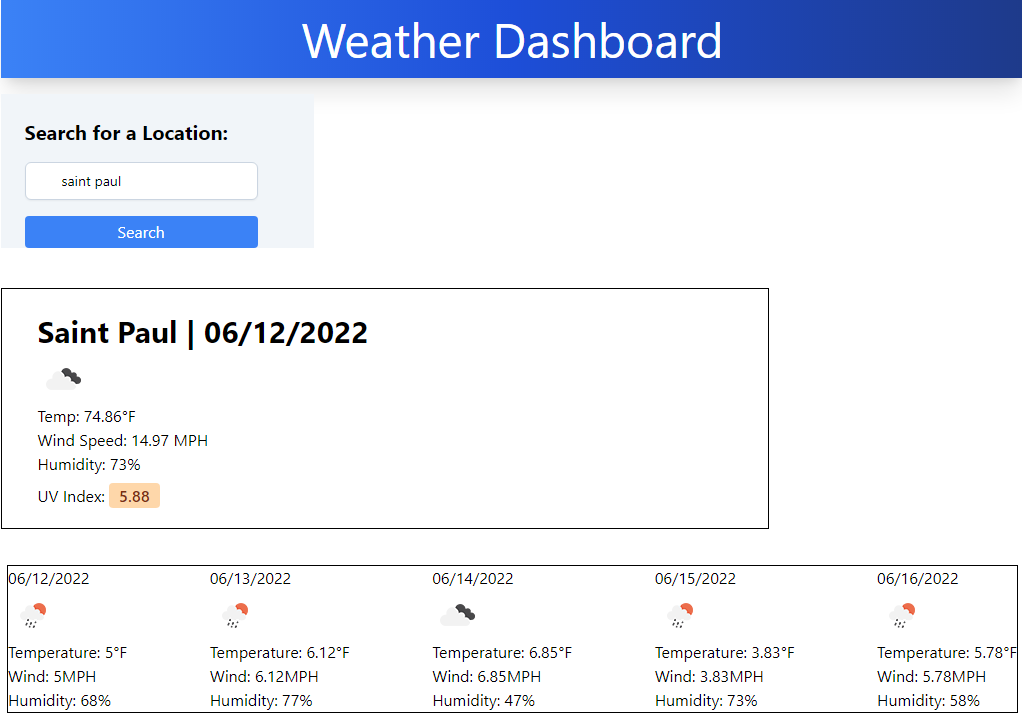 Weather Dashboard
Search for a Location:
saint paul
Search
Saint Paul | 06/12/2022
Temp: 74.86°F
Wind Speed: 14.97 MPH
Humidity: 73%
UV Index: 5.88
06/12/2022
Temperature: 5°F
Wind: 5MPH
Humidity: 68%
06/13/2022
Temperature: 6.12°F
Wind: 6.12MPH
Humidity: 77%
06/14/2022
Temperature: 6.85°F
Wind: 6.85MPH
Humidity: 47%
06/15/2022
Temperature: 3.83°F
Wind: 3.83MPH
Humidity: 73%
06/16/2022
Temperature: 5.78°F
Wind: 5.78MPH
Humidity: 58%